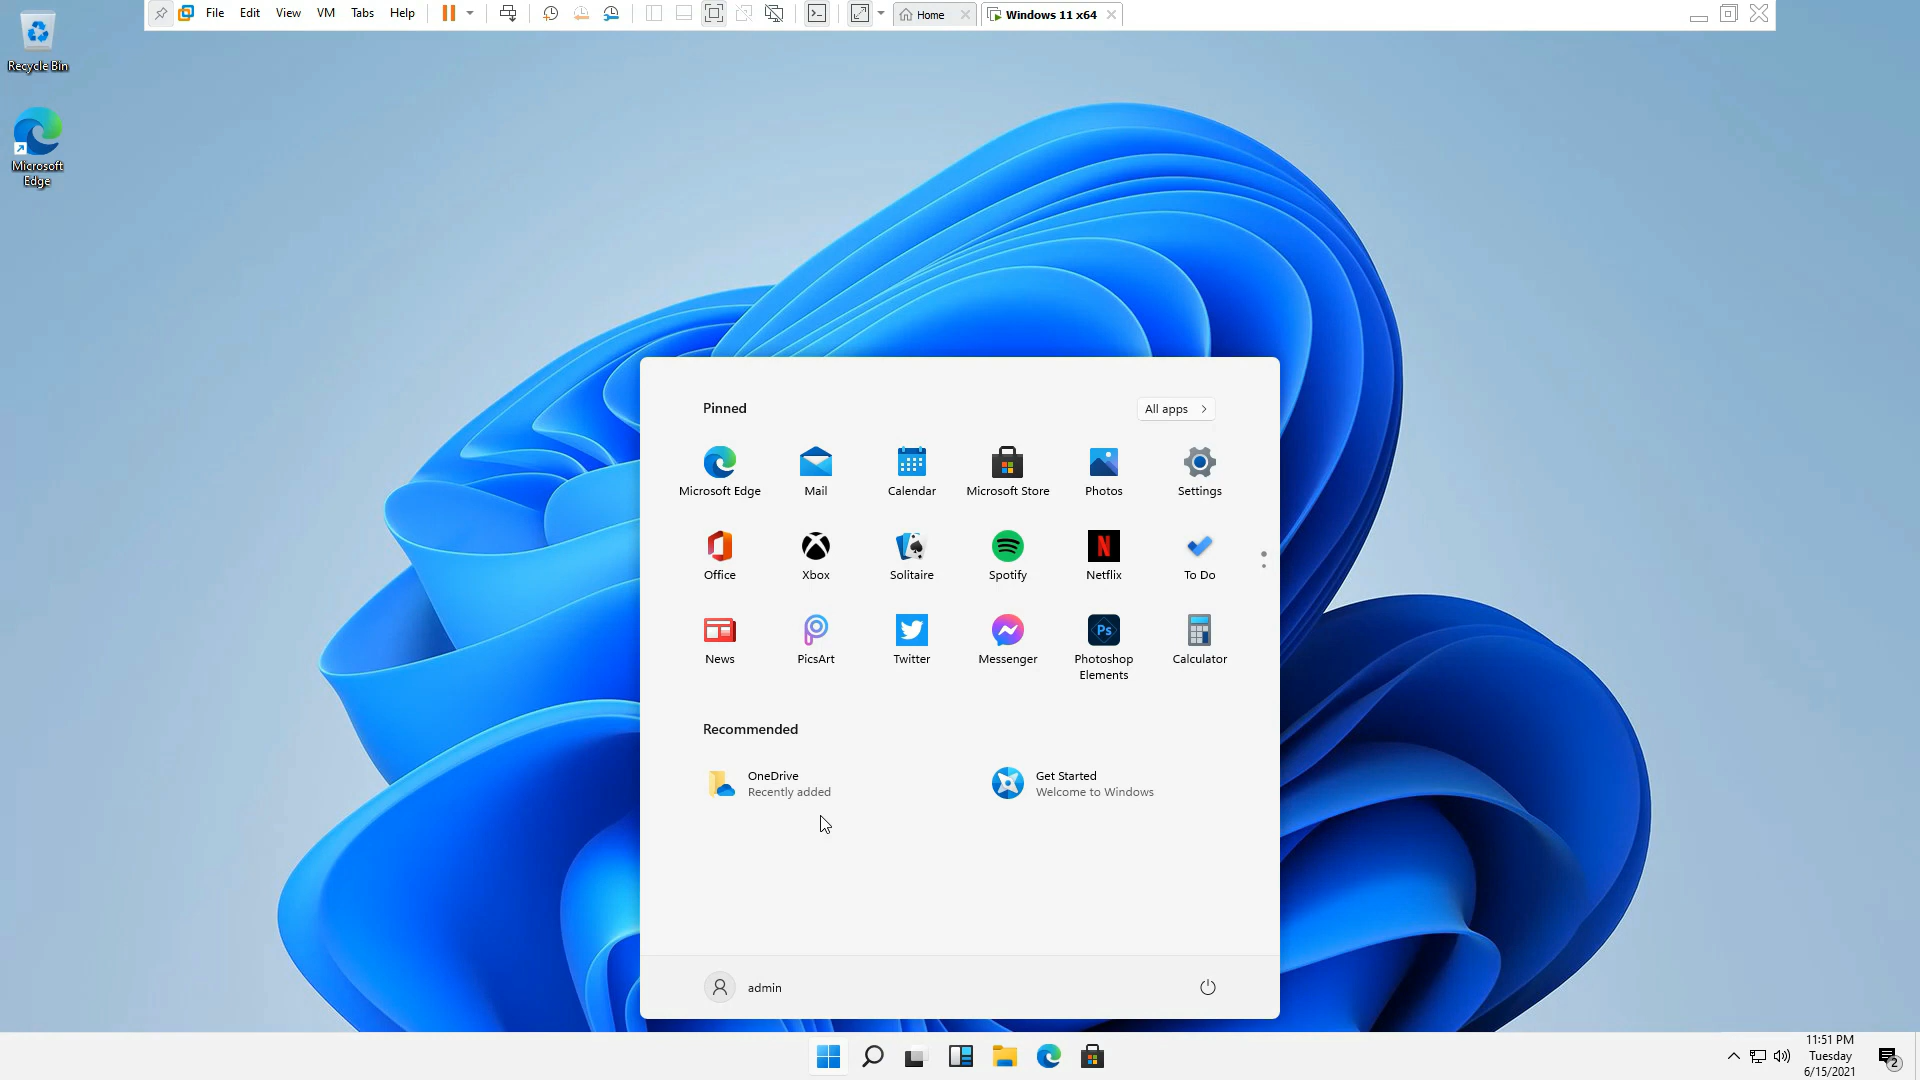 File Edit View VM Tabs Help
Home
Windows 11 x64
Recycle Bin
Microsoft
Edge
Pinned
All apps
Microsoft Edge
Mail
Calendar
Microsoft Store
Photos
Settings
Office
Xbox
Solitaire
Spotify
N
Netflix
To Do
News
PicsArt
Twitter
Messenger
Ps
Photoshop
Elements
Calculator
Recommended
OneDrive
Recently added
Get Started
Welcome to Windows
admin
11:51 PM
Tuesday
6/15/2021
2